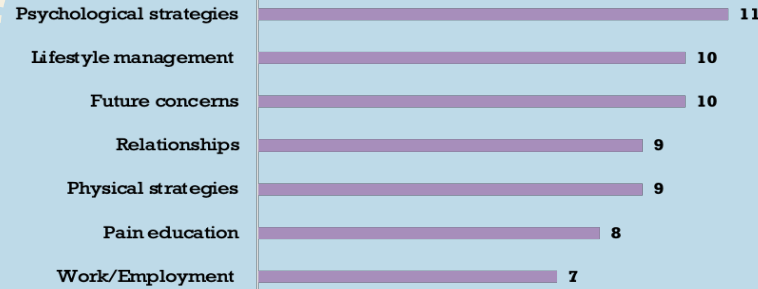 Psychological strategies 11
Lifestyle management 10
Future concerns 10
Relationships 9
Physical strategies 9
Pain education 8
Work/Employment 7